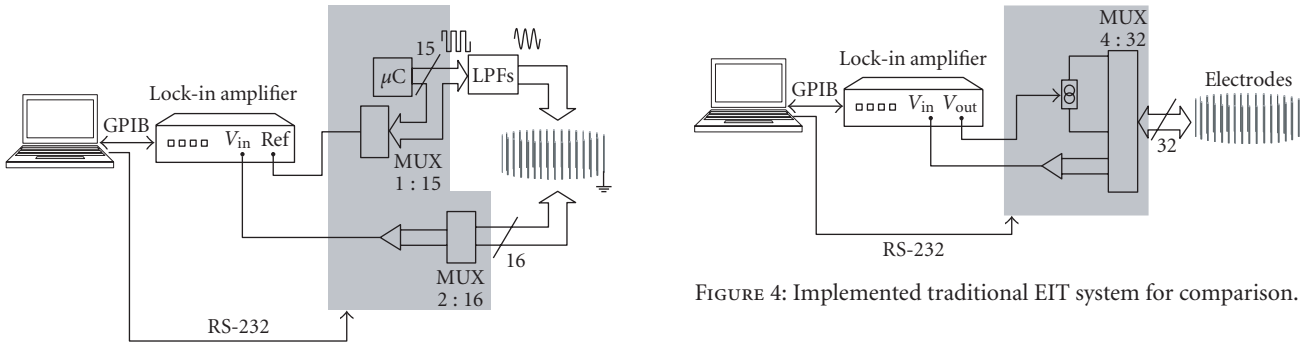 15
μC
LPFs
Lock-in amplifier
GPIB
Vin Ref
MUX
1 : 15
16
MUX
2 : 16
RS-232
MUX
4 : 32
Lock-in amplifier
Electrodes
GPIB
Vin Vout
32
RS-232
FIGURE 4: Implemented traditional EIT system for comparison.